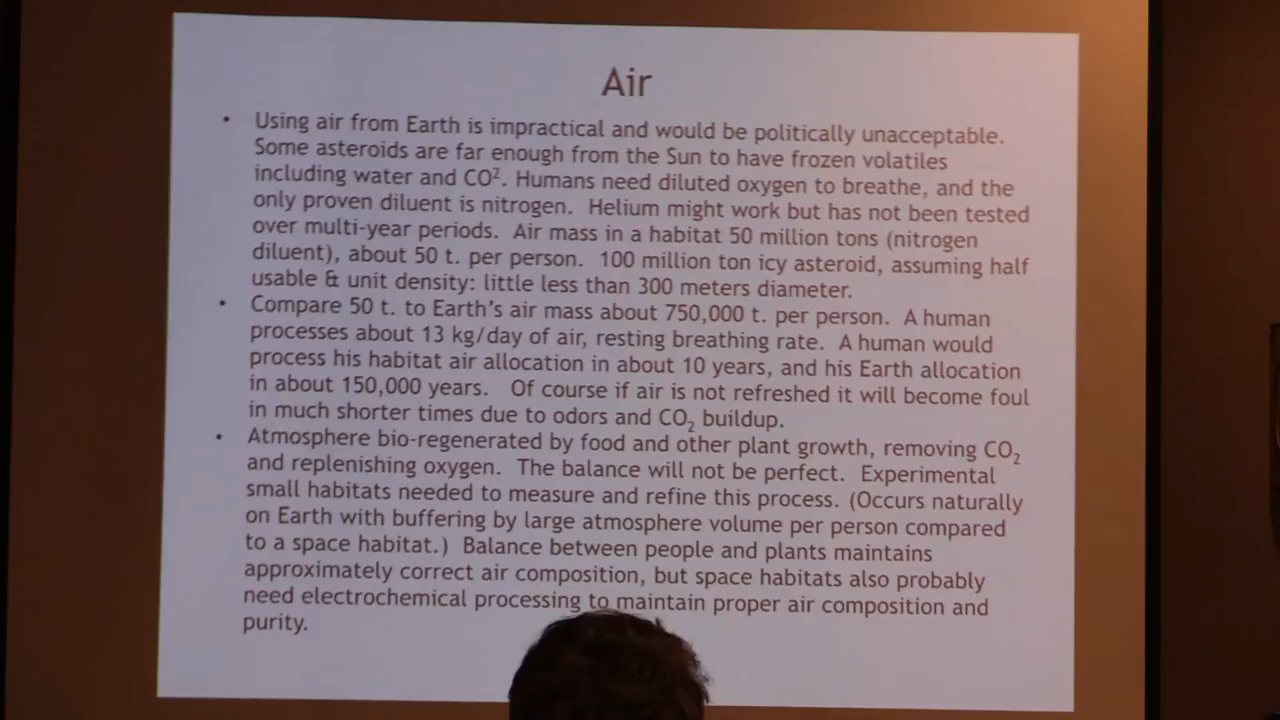 Air
• Using air from Earth is impractical and would be politically unacceptable.
Some asteroids are far enough from the Sun to have frozen volatiles
including water and CO². Humans need diluted oxygen to breathe, and the
only proven diluent is nitrogen. Helium might work but has not been tested
over multi-year periods. Air mass in a habitat 50 million tons (nitrogen
diluent), about 50 t. per person. 100 million ton icy asteroid, assuming half
usable & unit density: little less than 300 meters diameter.
• Compare 50 t. to Earth's air mass about 750,000 t. per person. A human
processes about 13 kg/day of air, resting breathing rate. A human would
process his habitat air allocation in about 10 years, and his Earth allocation
in about 150,000 years. Of course if air is not refreshed it will become foul
in much shorter times due to odors and CO₂ buildup.
• Atmosphere bio-regenerated by food and other plant growth, removing CO₂
and replenishing oxygen. The balance will not be perfect. Experimental
small habitats needed to measure and refine this process. (Occurs naturally
on Earth with buffering by large atmosphere volume per person compared
to a space habitat.) Balance between people and plants maintains
approximately correct air composition, but space habitats also probably
need electrochemical processing to maintain proper air composition and
purity.